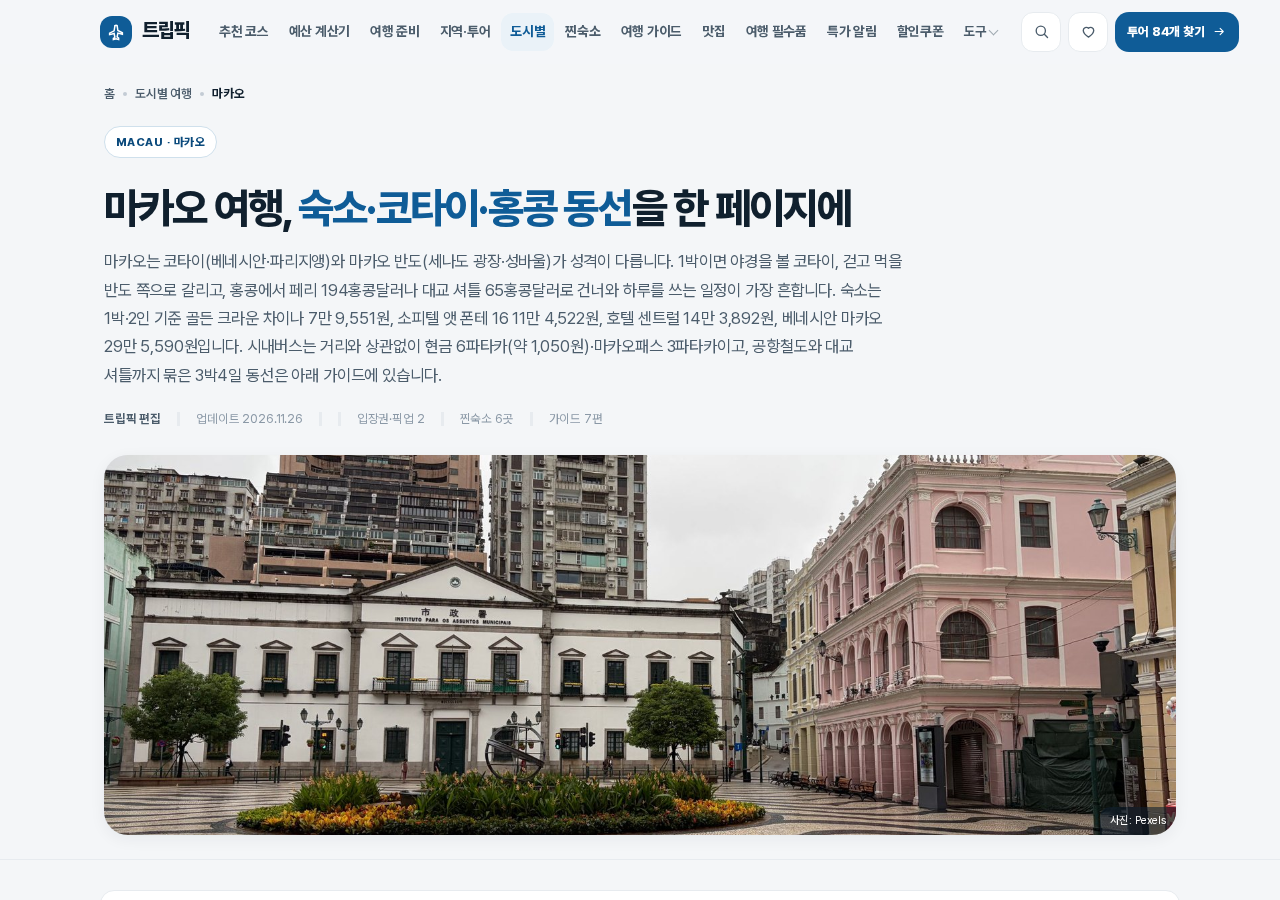 트립픽
추천 코스
예산 계산기
여행 준비
지역·투어
도시별
찐숙소
여행 가이드
맛집
여행 필수품
특가 알림
할인쿠폰
도구
투어 84개 찾기 →
홈 • 도시별 여행 • 마카오
MACAU · 마카오
마카오 여행, 숙소·코타이·홍콩 동선을 한 페이지에
마카오는 코타이(베네시안·파리지앵)와 마카오 반도(세나도 광장·성바울)가 성격이 다릅니다. 1박이면 야경을 볼 코타이, 걷고 먹을
반도 쪽으로 갈리고, 홍콩에서 페리 194홍콩달러나 대교 셔틀 65홍콩달러로 건너와 하루를 쓰는 일정이 가장 흔합니다. 숙소는
1박·2인 기준 골든 크라운 차이나 7만 9,551원, 소피텔 앳 폰테 16 11만 4,522원, 호텔 센트럴 14만 3,892원, 베네시안 마카오
29만 5,590원입니다. 시내버스는 거리와 상관없이 현금 6파타카(약 1,050원)·마카오패스 3파타카이고, 공항철도와 대교
셔틀까지 묶은 3박4일 동선은 아래 가이드에 있습니다.
트립픽 편집 | 업데이트 2026.11.26 | | 입장권·픽업 2 | 찐숙소 6곳 | 가이드 7편
市 政 署
INSTITUTO PARA OS ASSUNTOS MUNICIPAIS
사진: Pexels